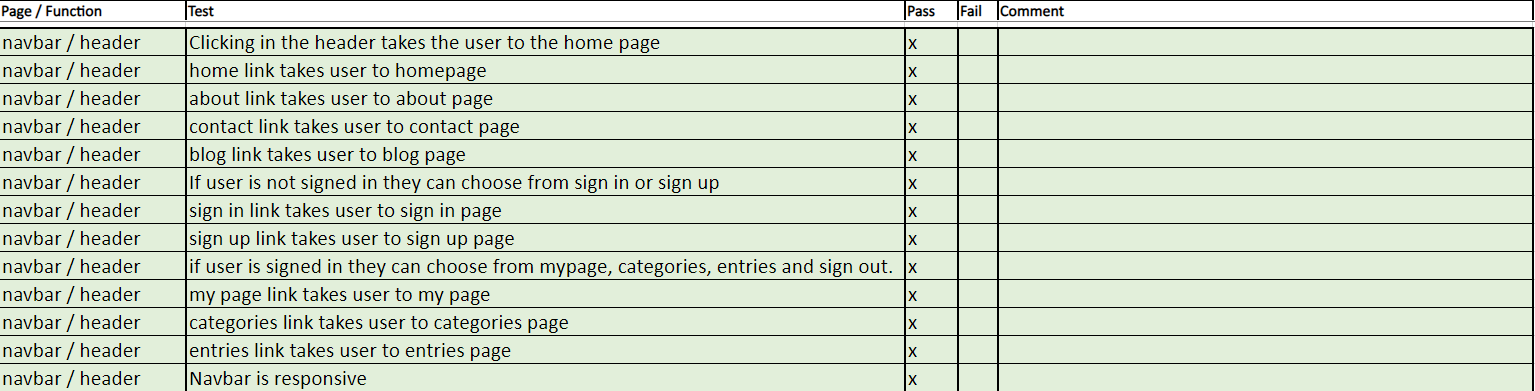 Page / Function Test Pass Fail Comment
navbar / header Clicking in the header takes the user to the home page x
navbar / header home link takes user to homepage x
navbar / header about link takes user to about page x
navbar / header contact link takes user to contact page x
navbar / header blog link takes user to blog page x
navbar / header If user is not signed in they can choose from sign in or sign up x
navbar / header sign in link takes user to sign in page x
navbar / header sign up link takes user to sign up page x
navbar / header if user is signed in they can choose from mypage, categories, entries and sign out. x
navbar / header my page link takes user to my page x
navbar / header categories link takes user to categories page x
navbar / header entries link takes user to entries page x
navbar / header Navbar is responsive x